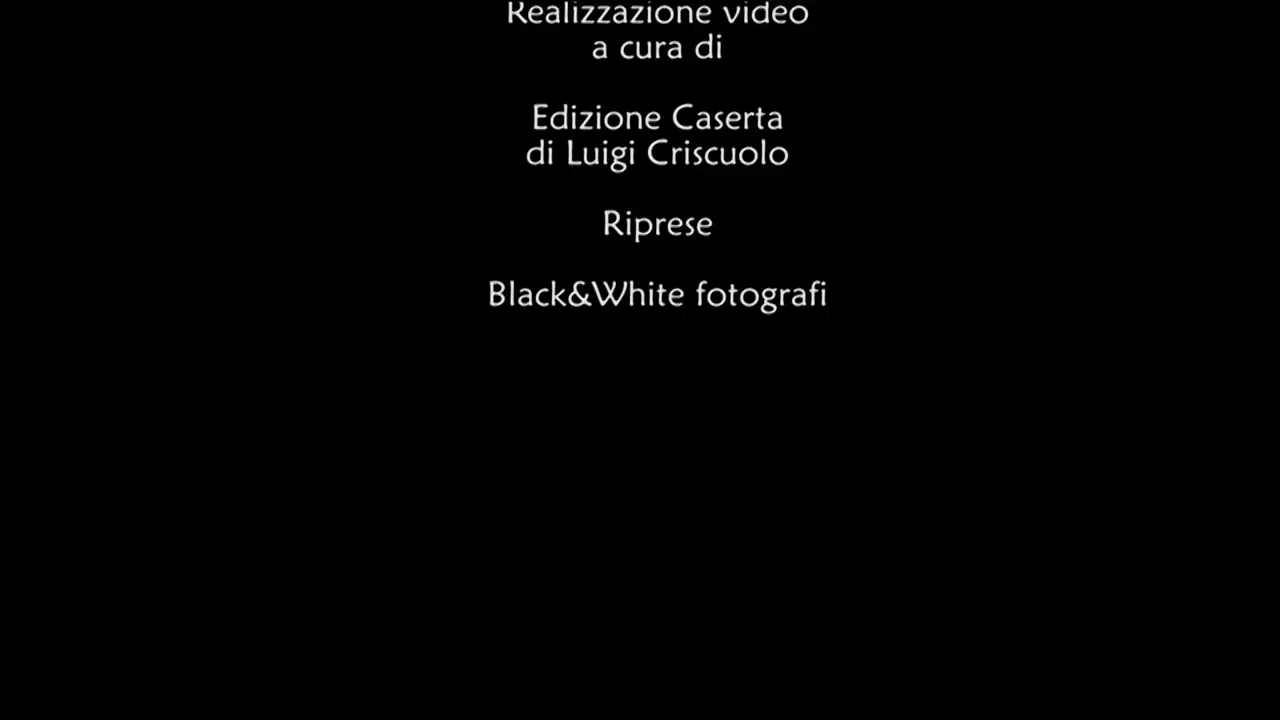 Realizzazione video
a cura di
Edizione Caserta
di Luigi Criscuolo
Riprese
Black&White fotografi